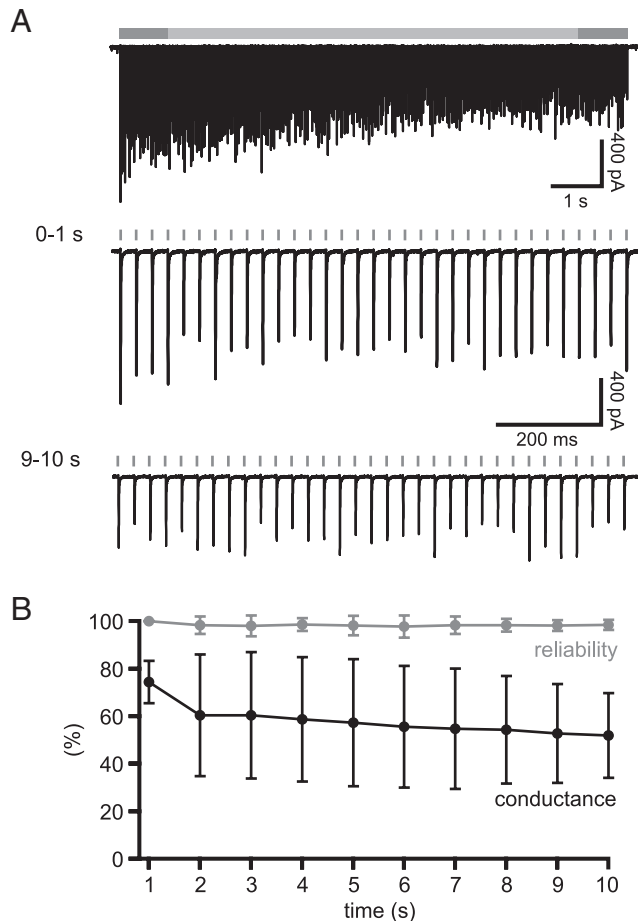 A
400 pA
1 s
0-1 s
400 pA
200 ms
9-10 s
B
100
80
60
40
20
0
(%)
reliability
conductance
1 2 3 4 5 6 7 8 9 10
time (s)